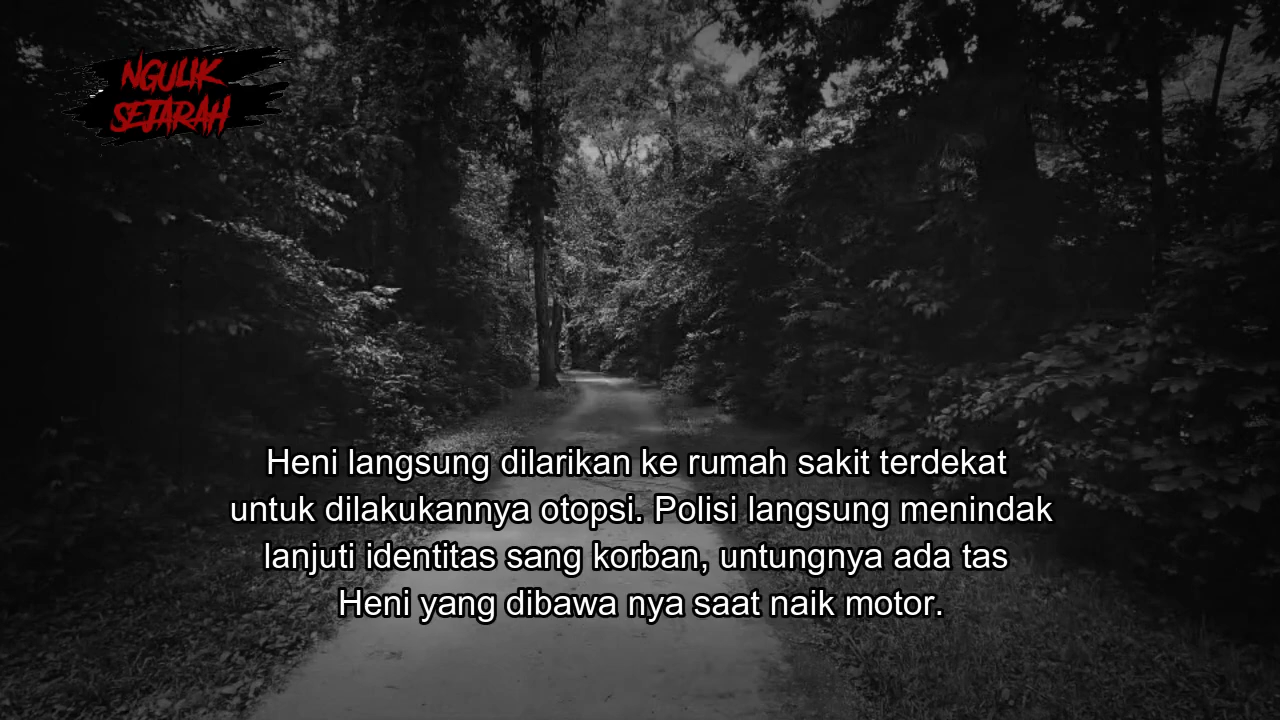 NGULIK
SEJARAH
Heni langsung dilarikan ke rumah sakit terdekat
untuk dilakukannya otopsi. Polisi langsung menindak
lanjuti identitas sang korban, untungnya ada tas
Heni yang dibawa nya saat naik motor.